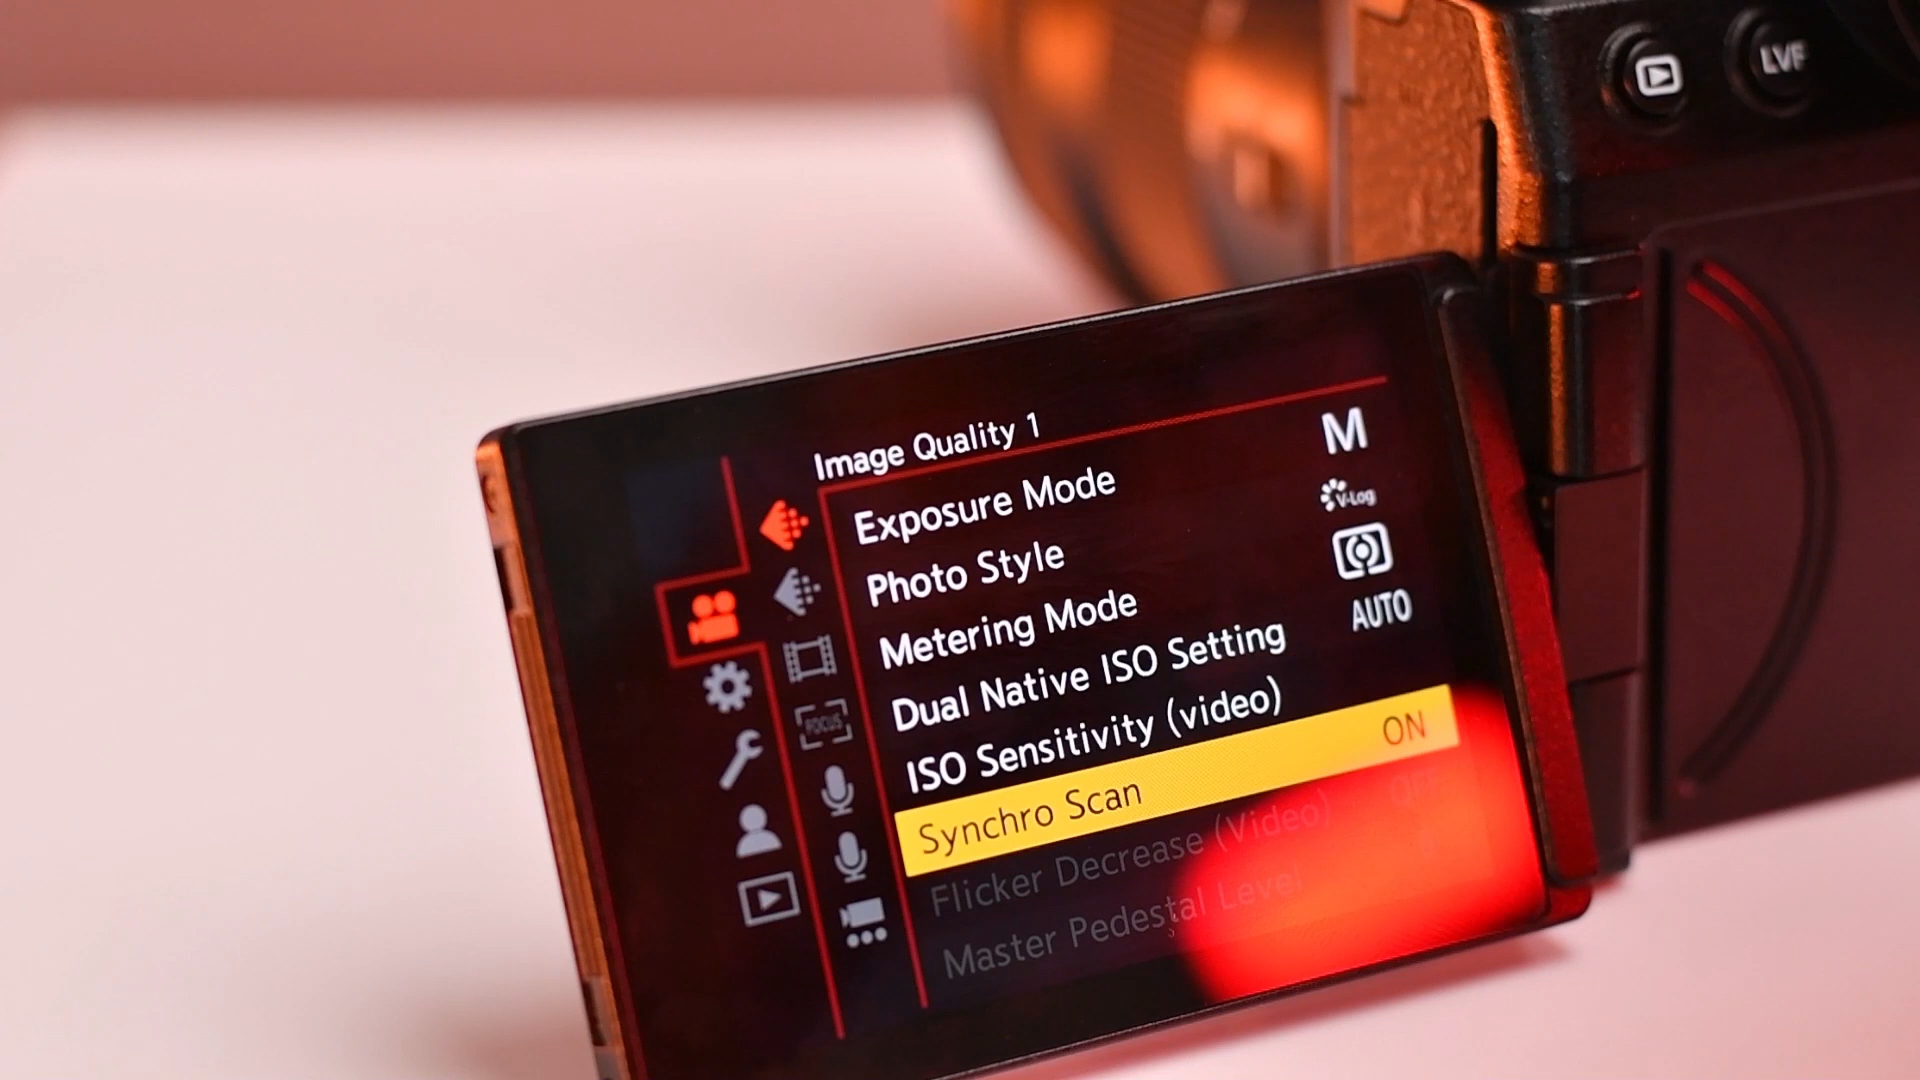 LVF
Image Quality 1
Exposure Mode M
Photo Style V-Log
Metering Mode
Dual Native ISO Setting AUTO
ISO Sensitivity (video)
Synchro Scan ON
Flicker Decrease (Video) OFF
Master Pedestal Level
FOCUS